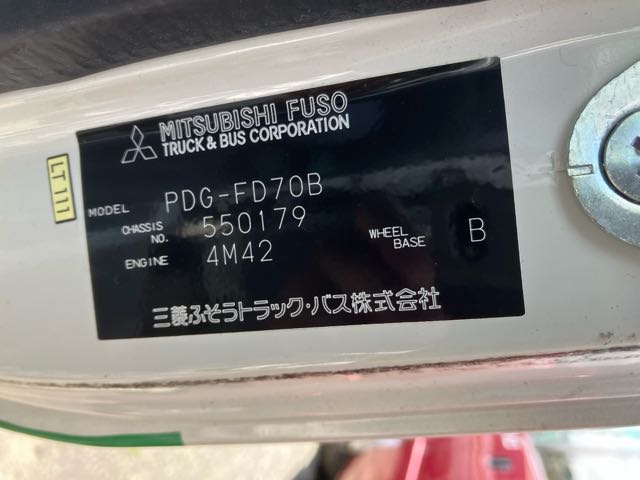 MITSUBISHI FUSO
TRUCK & BUS CORPORATION
LT111
MODEL PDG-FD70B
CHASSIS NO. 550179
ENGINE 4M42 WHEEL BASE B
三菱ふそうトラック・バス株式会社